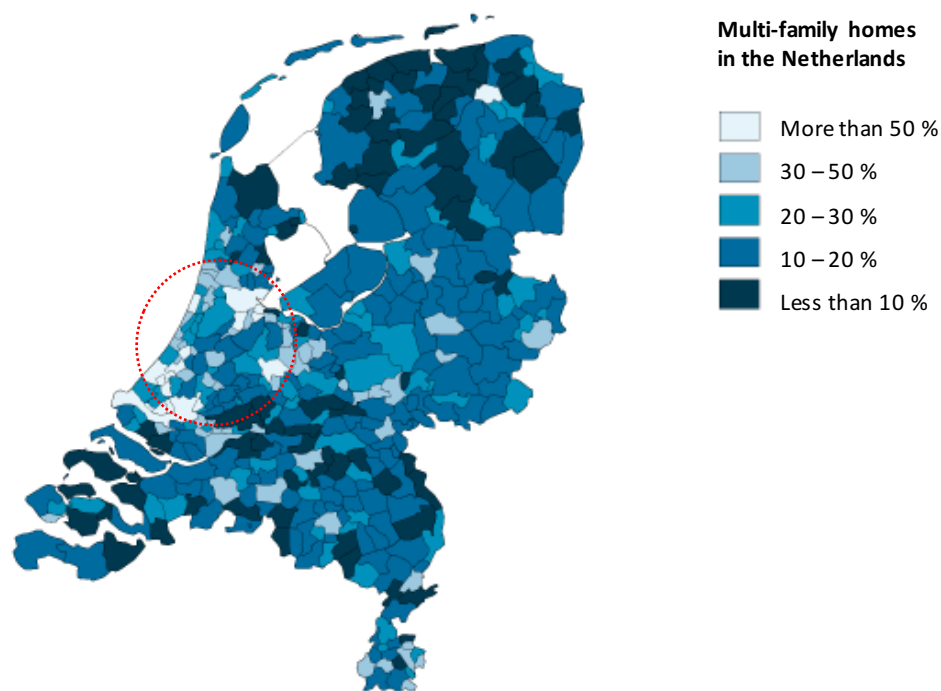 Multi-family homes
in the Netherlands
More than 50 %
30 – 50 %
20 – 30 %
10 – 20 %
Less than 10 %